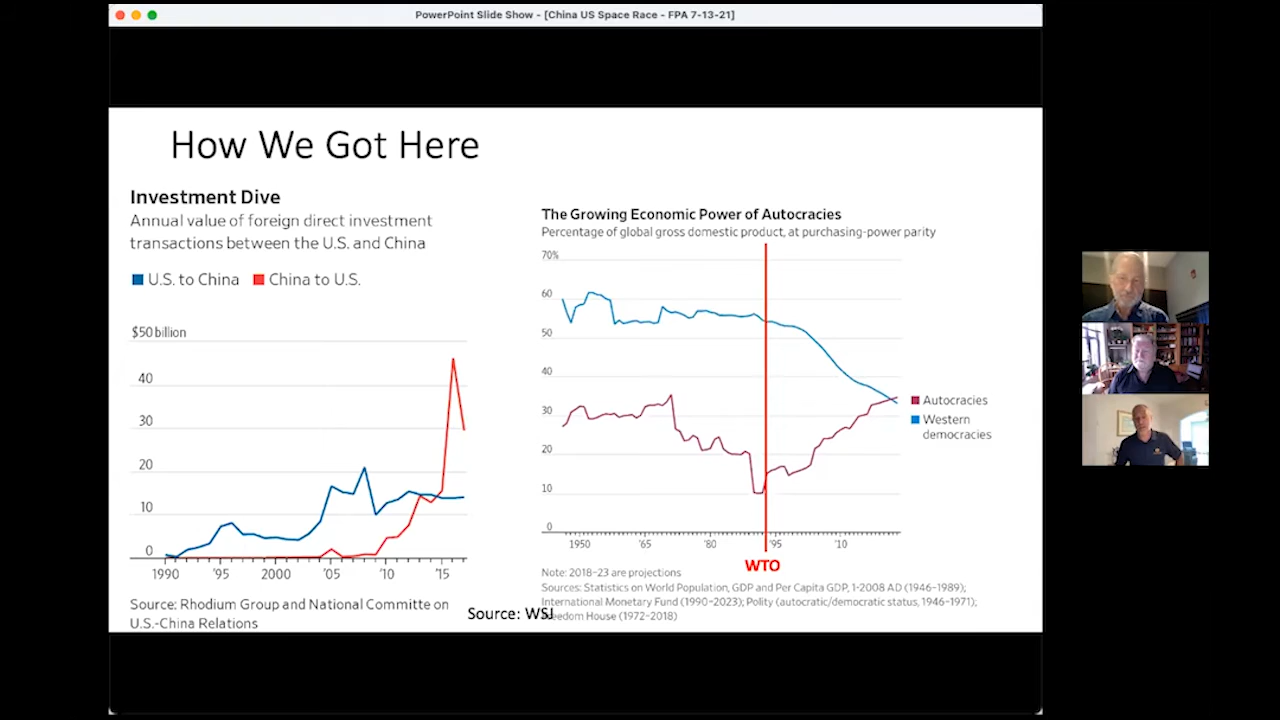 PowerPoint Slide Show - [China US Space Race - FPA 7-13-21]
How We Got Here
Investment Dive
Annual value of foreign direct investment
transactions between the U.S. and China
U.S. to China China to U.S.
$50 billion
40
30
20
10
0
1990 '95 2000 '05 '10 '15
Source: Rhodium Group and National Committe on
U.S.-China Relations
The Growing Economic Power of Autocracies
Percentage of global gross domestic product, at purchasing-power parity
70%
60
50
40
30
20
10
0
1950 '65 '80 '95 '10
Autocracies
Western
democracies
WTO
Note: 2018–23 are projections
Sources: Statistics on World Population, GDP and Per Capita GDP, 1-2008 AD (1946–1989);
International Monetary Fund (1990–2023); Polity (autocratic/democratic status, 1946–1971);
Freedom House (1972–2018)
Source: WSJ